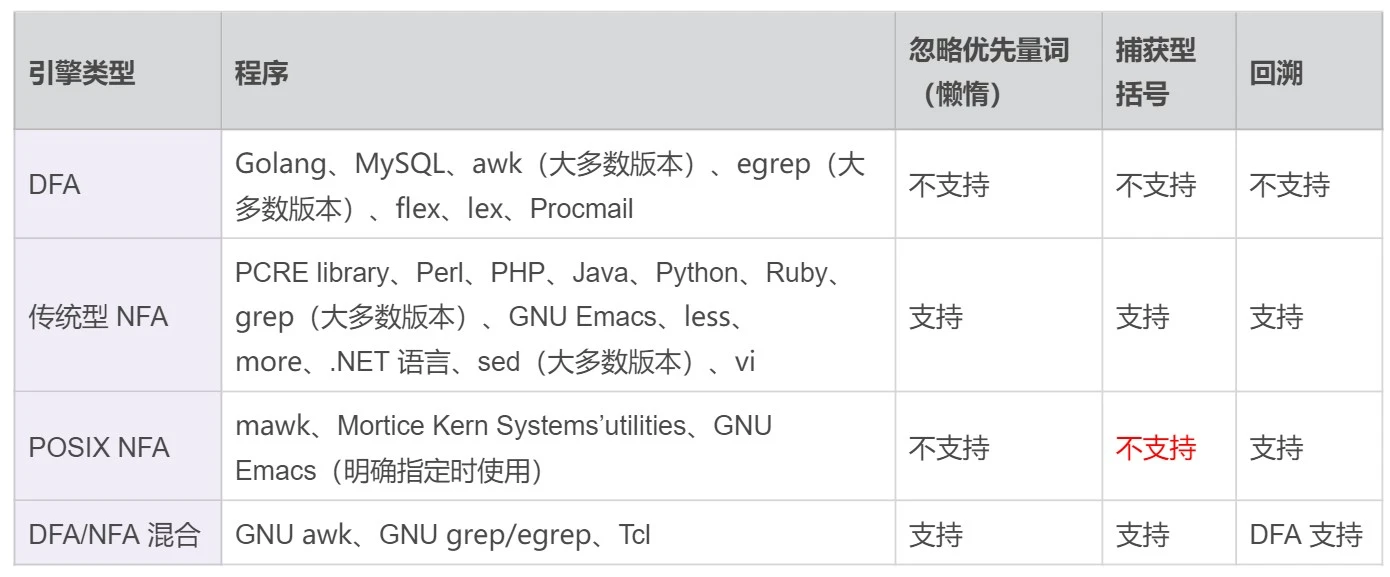 引擎类型
程序
忽略优先量词
（懒惰）
捕获型
括号
回溯
DFA
Golang、MySQL、awk（大多数版本）、egrep（大
多数版本）、flex、lex、Procmail
不支持
不支持
不支持
传统型 NFA
PCRE library、Perl、PHP、Java、Python、Ruby、
grep（大多数版本）、GNU Emacs、less、
more、.NET 语言、sed（大多数版本）、vi
支持
支持
支持
POSIX NFA
mawk、Mortice Kern Systems’utilities、GNU
Emacs（明确指定时使用）
不支持
不支持
支持
DFA/NFA 混合
GNU awk、GNU grep/egrep、Tcl
支持
支持
DFA 支持